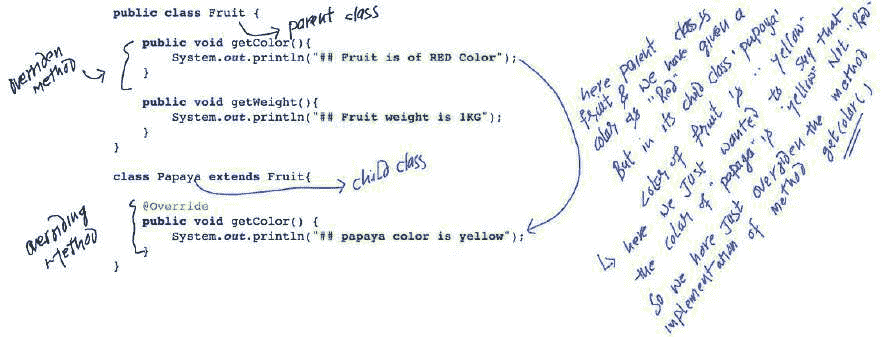 public class Fruit {
parent class
public void getColor(){
System.out.println("## Fruit is of RED Color");
}
overriden
method
public void getWeight(){
System.out.println("## Fruit weight is 1KG");
}
}
class Papaya extends Fruit{
child class
@Override
public void getColor() {
System.out.println("## papaya color is yellow");
}
}
overriding
method
here parent class is
fruit & we have given a
color as "Red"
But in its child class 'papaya'
color of fruit is "yellow"
↳ here we Just wanted to say that
the color of "papaya" is "yellow" Not "Red"
So we have Just overriden the method
implementation of method getColor()